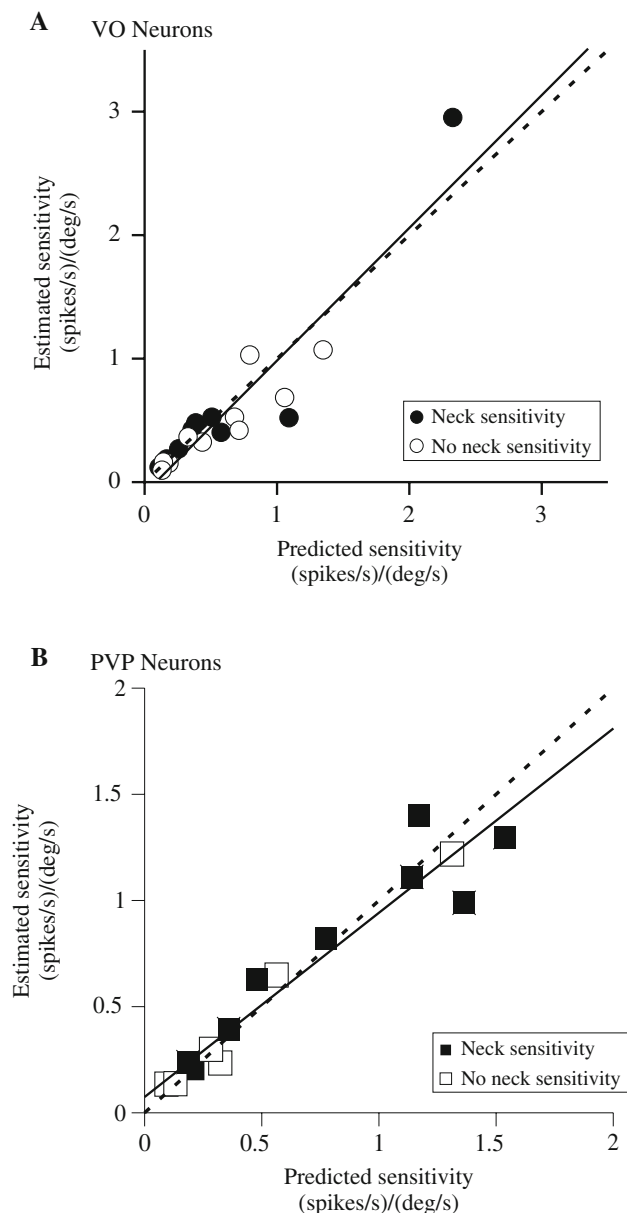 A VO Neurons
3
2
1
0
Estimated sensitivity
(spikes/s)/(deg/s)
Neck sensitivity
No neck sensitivity
0 1 2 3
Predicted sensitivity
(spikes/s)/(deg/s)
B PVP Neurons
2
1.5
1
0.5
0
Estimated sensitivity
(spikes/s)/(deg/s)
Neck sensitivity
No neck sensitivity
0 0.5 1 1.5 2
Predicted sensitivity
(spikes/s)/(deg/s)